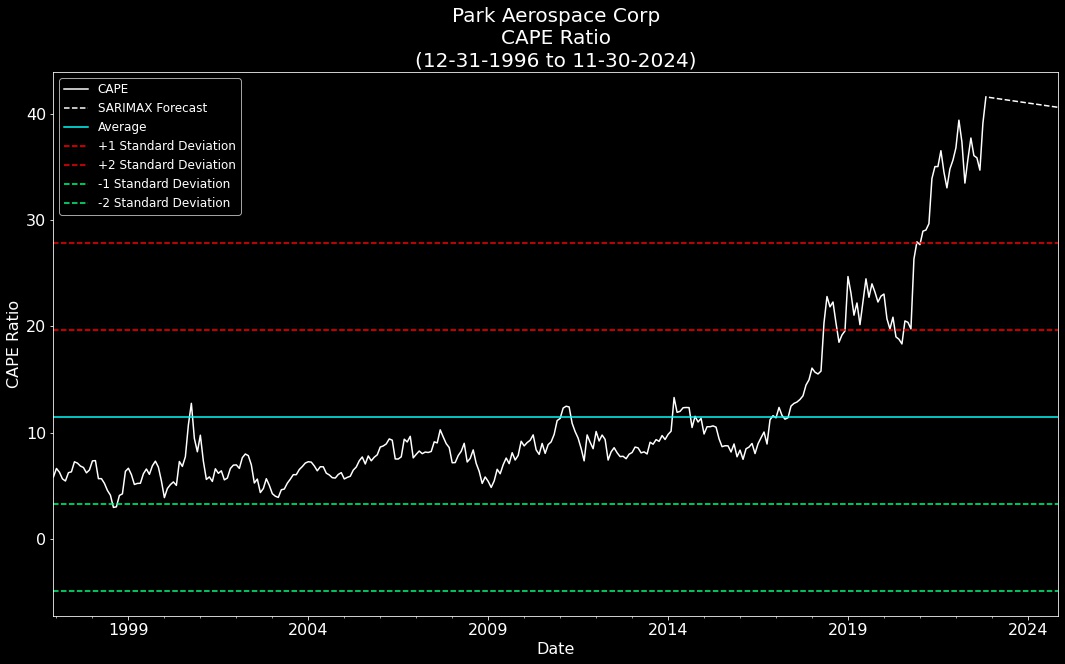 Park Aerospace Corp
CAPE Ratio
(12-31-1996 to 11-30-2024)
CAPE
SARIMAX Forecast
Average
+1 Standard Deviation
+2 Standard Deviation
-1 Standard Deviation
-2 Standard Deviation
CAPE Ratio
40
30
20
10
0
1999 2004 2009 2014 2019 2024
Date